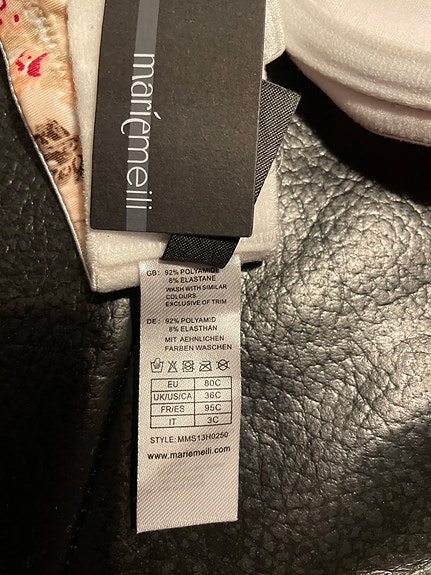 mariemeili
GB: 92% POLYAMIDE
8% ELASTANE
WASH WITH SIMILAR
COLOURS
EXCLUSIVE OF TRIM
DE: 92% POLYAMID
8% ELASTHAN
MIT AEHNLICHEN
FARBEN WASCHEN
EU 80C
UK/US/CA 36C
FR/ES 95C
IT 3C
STYLE: MMS13H0250
www.mariemeili.com